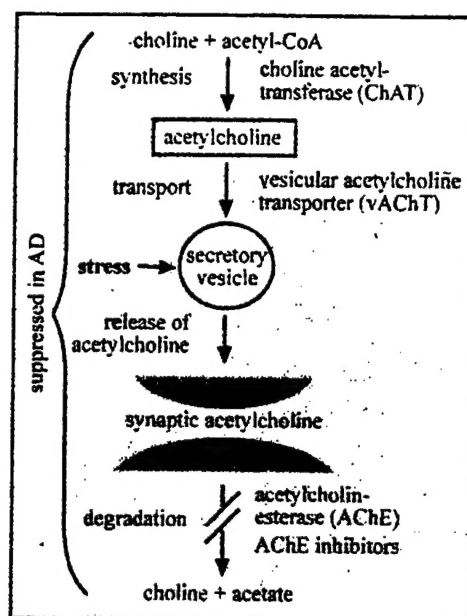 choline + acetyl-CoA
synthesis
choline acetyl-
transferase (ChAT)
acetylcholine
transport
vesicular acetylcholine
transporter (vAChT)
stress
secretory
vesicle
release of
acetylcholine
synaptic acetylcholine
degradation
acetylcholin-
esterase (AChE)
AChE inhibitors
choline + acetate
suppressed in AD